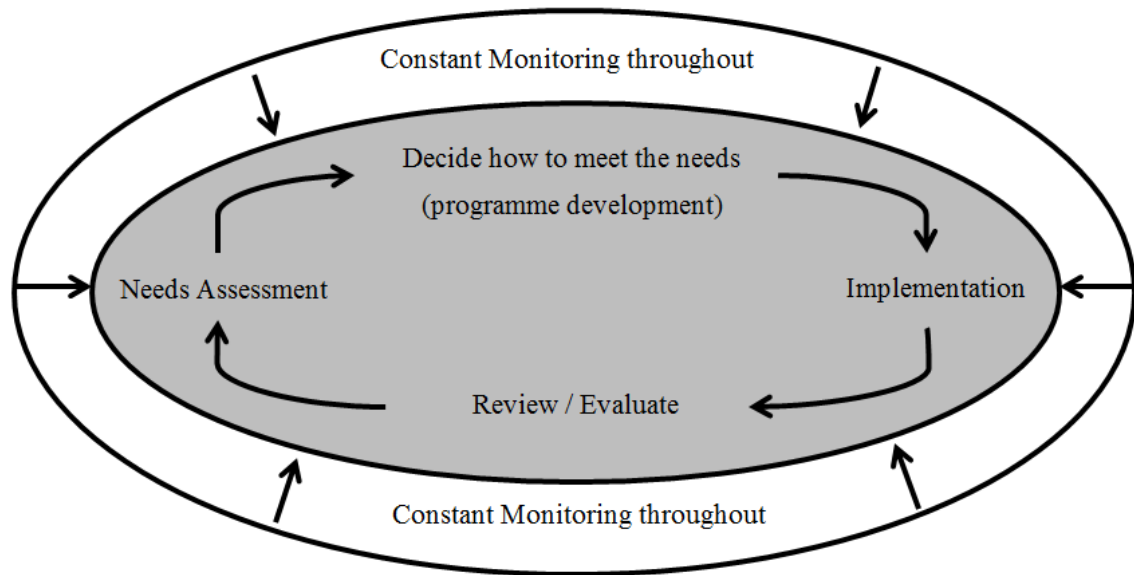 Constant Monitoring throughout
Decide how to meet the needs
(programme development)
Needs Assessment
Implementation
Review / Evaluate
Constant Monitoring throughout